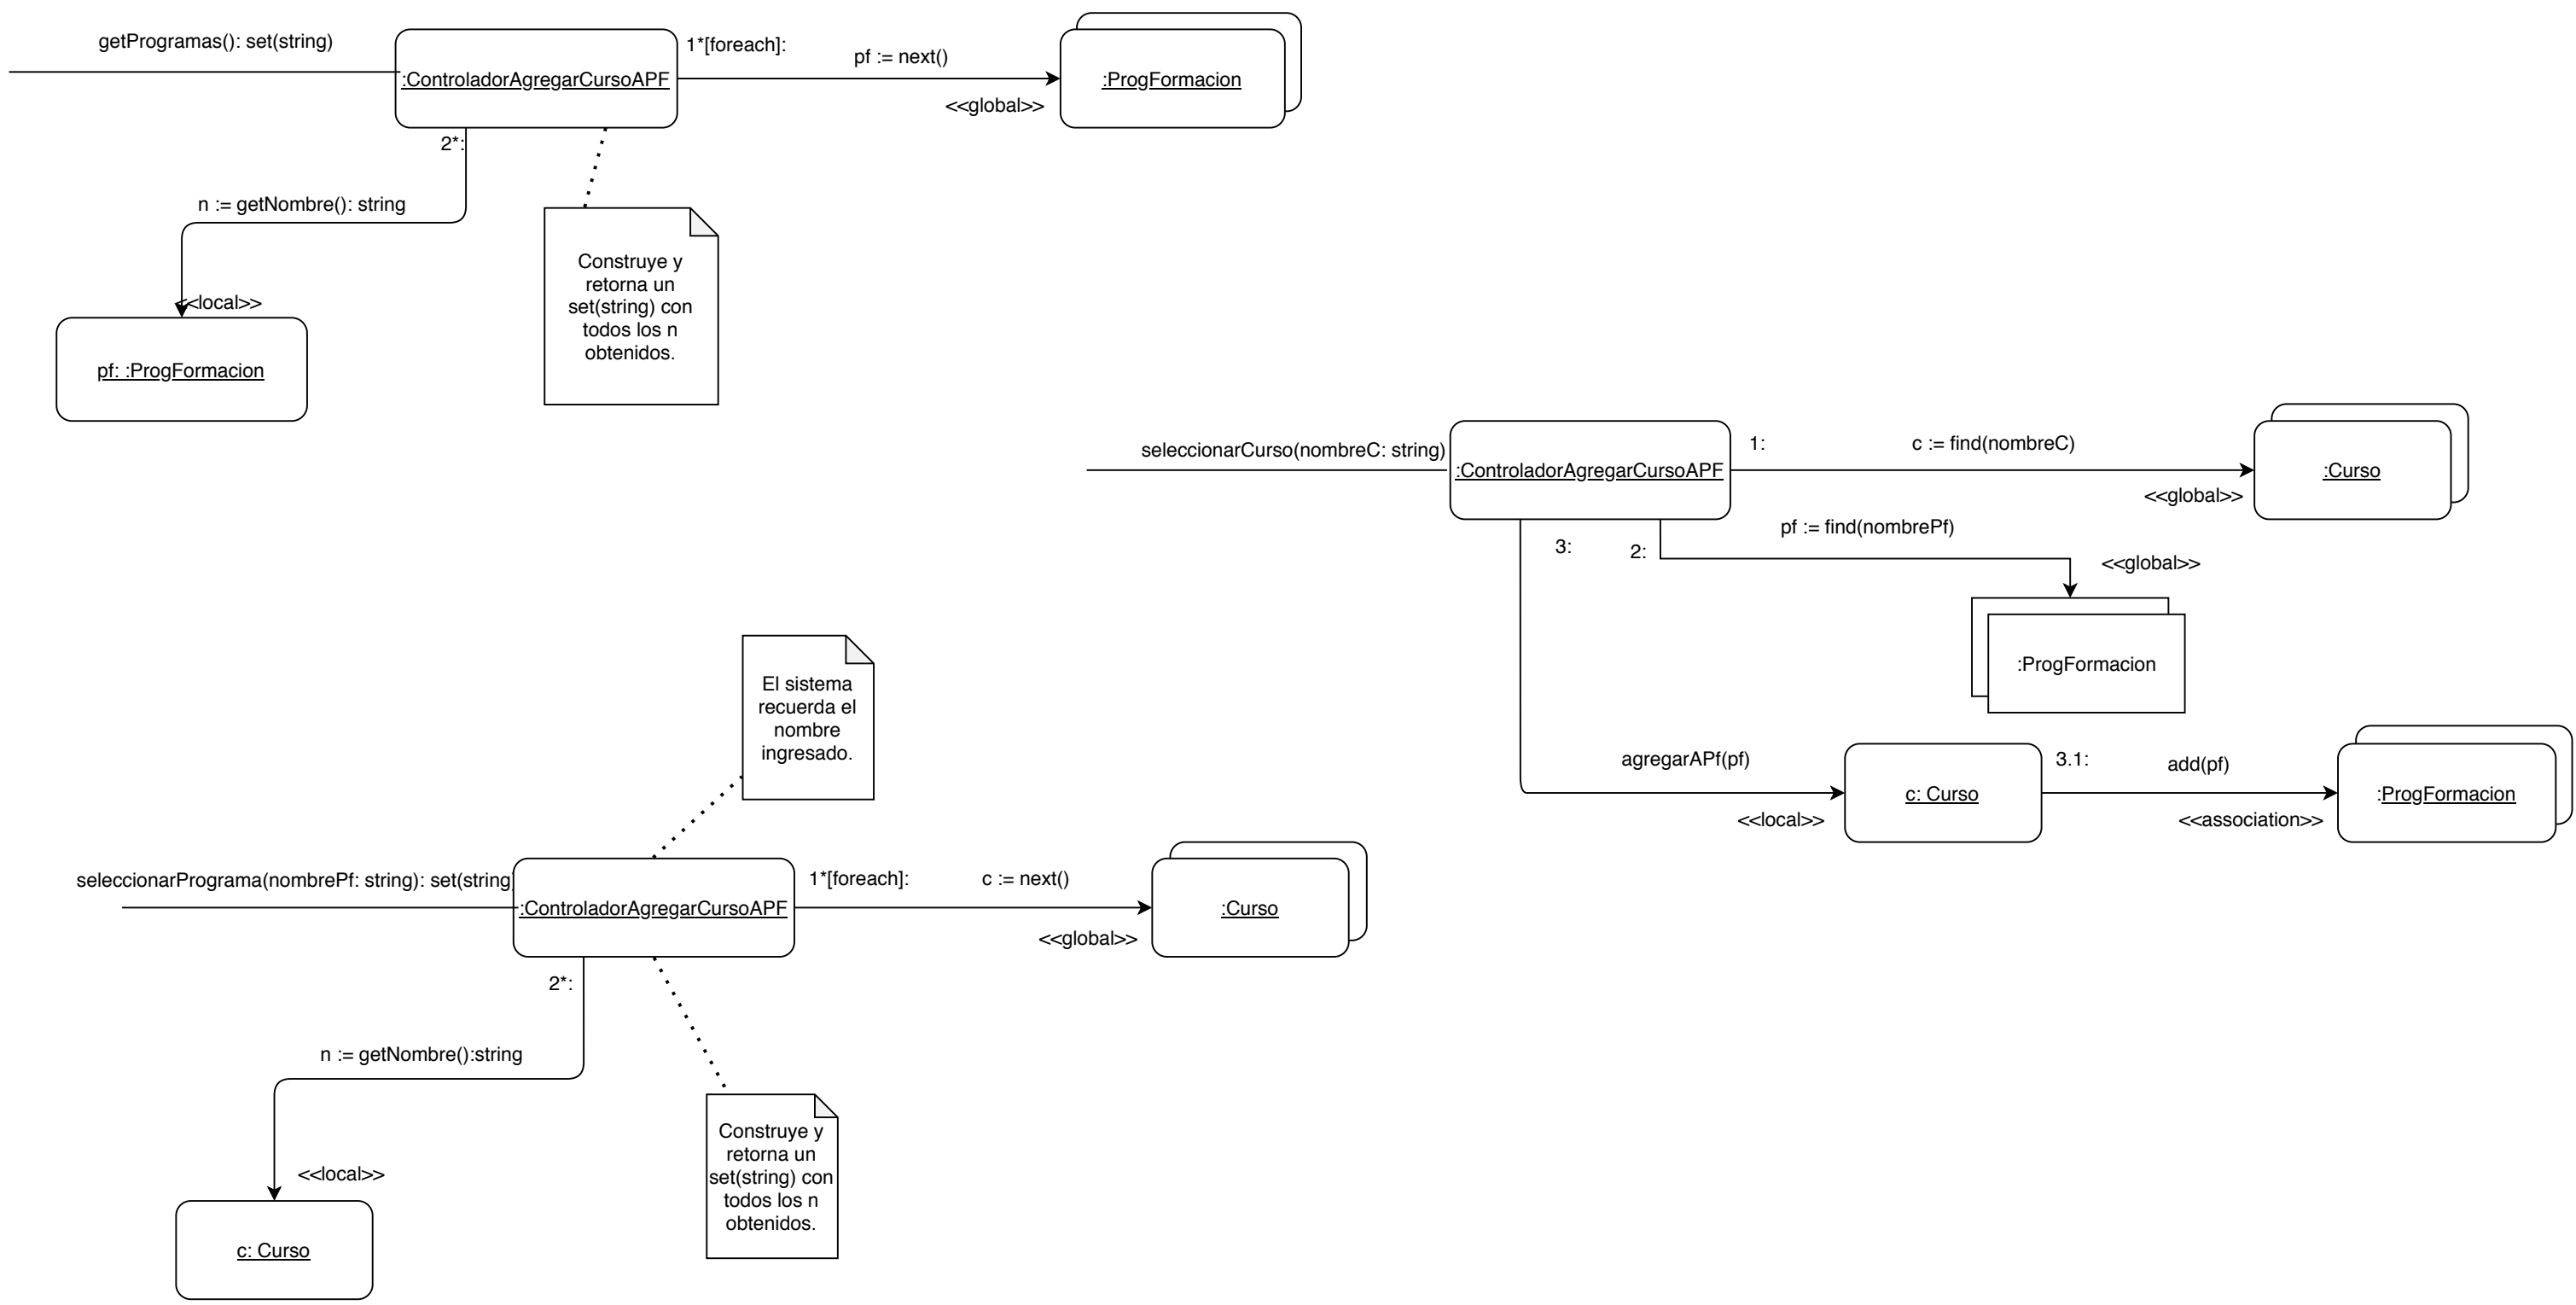 getProgramas(): set(string)
:ControladorAgregarCursoAPF
1*[foreach]:
pf := next()
<<global>>
:ProgFormacion
2*:
n := getNombre(): string
<<local>>
pf: :ProgFormacion
Construye y
retorna un
set(string) con
todos los n
obtenidos.
seleccionarCurso(nombreC: string)
:ControladorAgregarCursoAPF
1:
c := find(nombreC)
<<global>>
:Curso
3:
2:
pf := find(nombrePf)
<<global>>
:ProgFormacion
agregarAPf(pf)
<<local>>
c: Curso
3.1:
add(pf)
<<association>>
:ProgFormacion
El sistema
recuerda el
nombre
ingresado.
seleccionarPrograma(nombrePf: string): set(string)
:ControladorAgregarCursoAPF
1*[foreach]:
c := next()
<<global>>
:Curso
2*:
n := getNombre():string
<<local>>
c: Curso
Construye y
retorna un
set(string) con
todos los n
obtenidos.